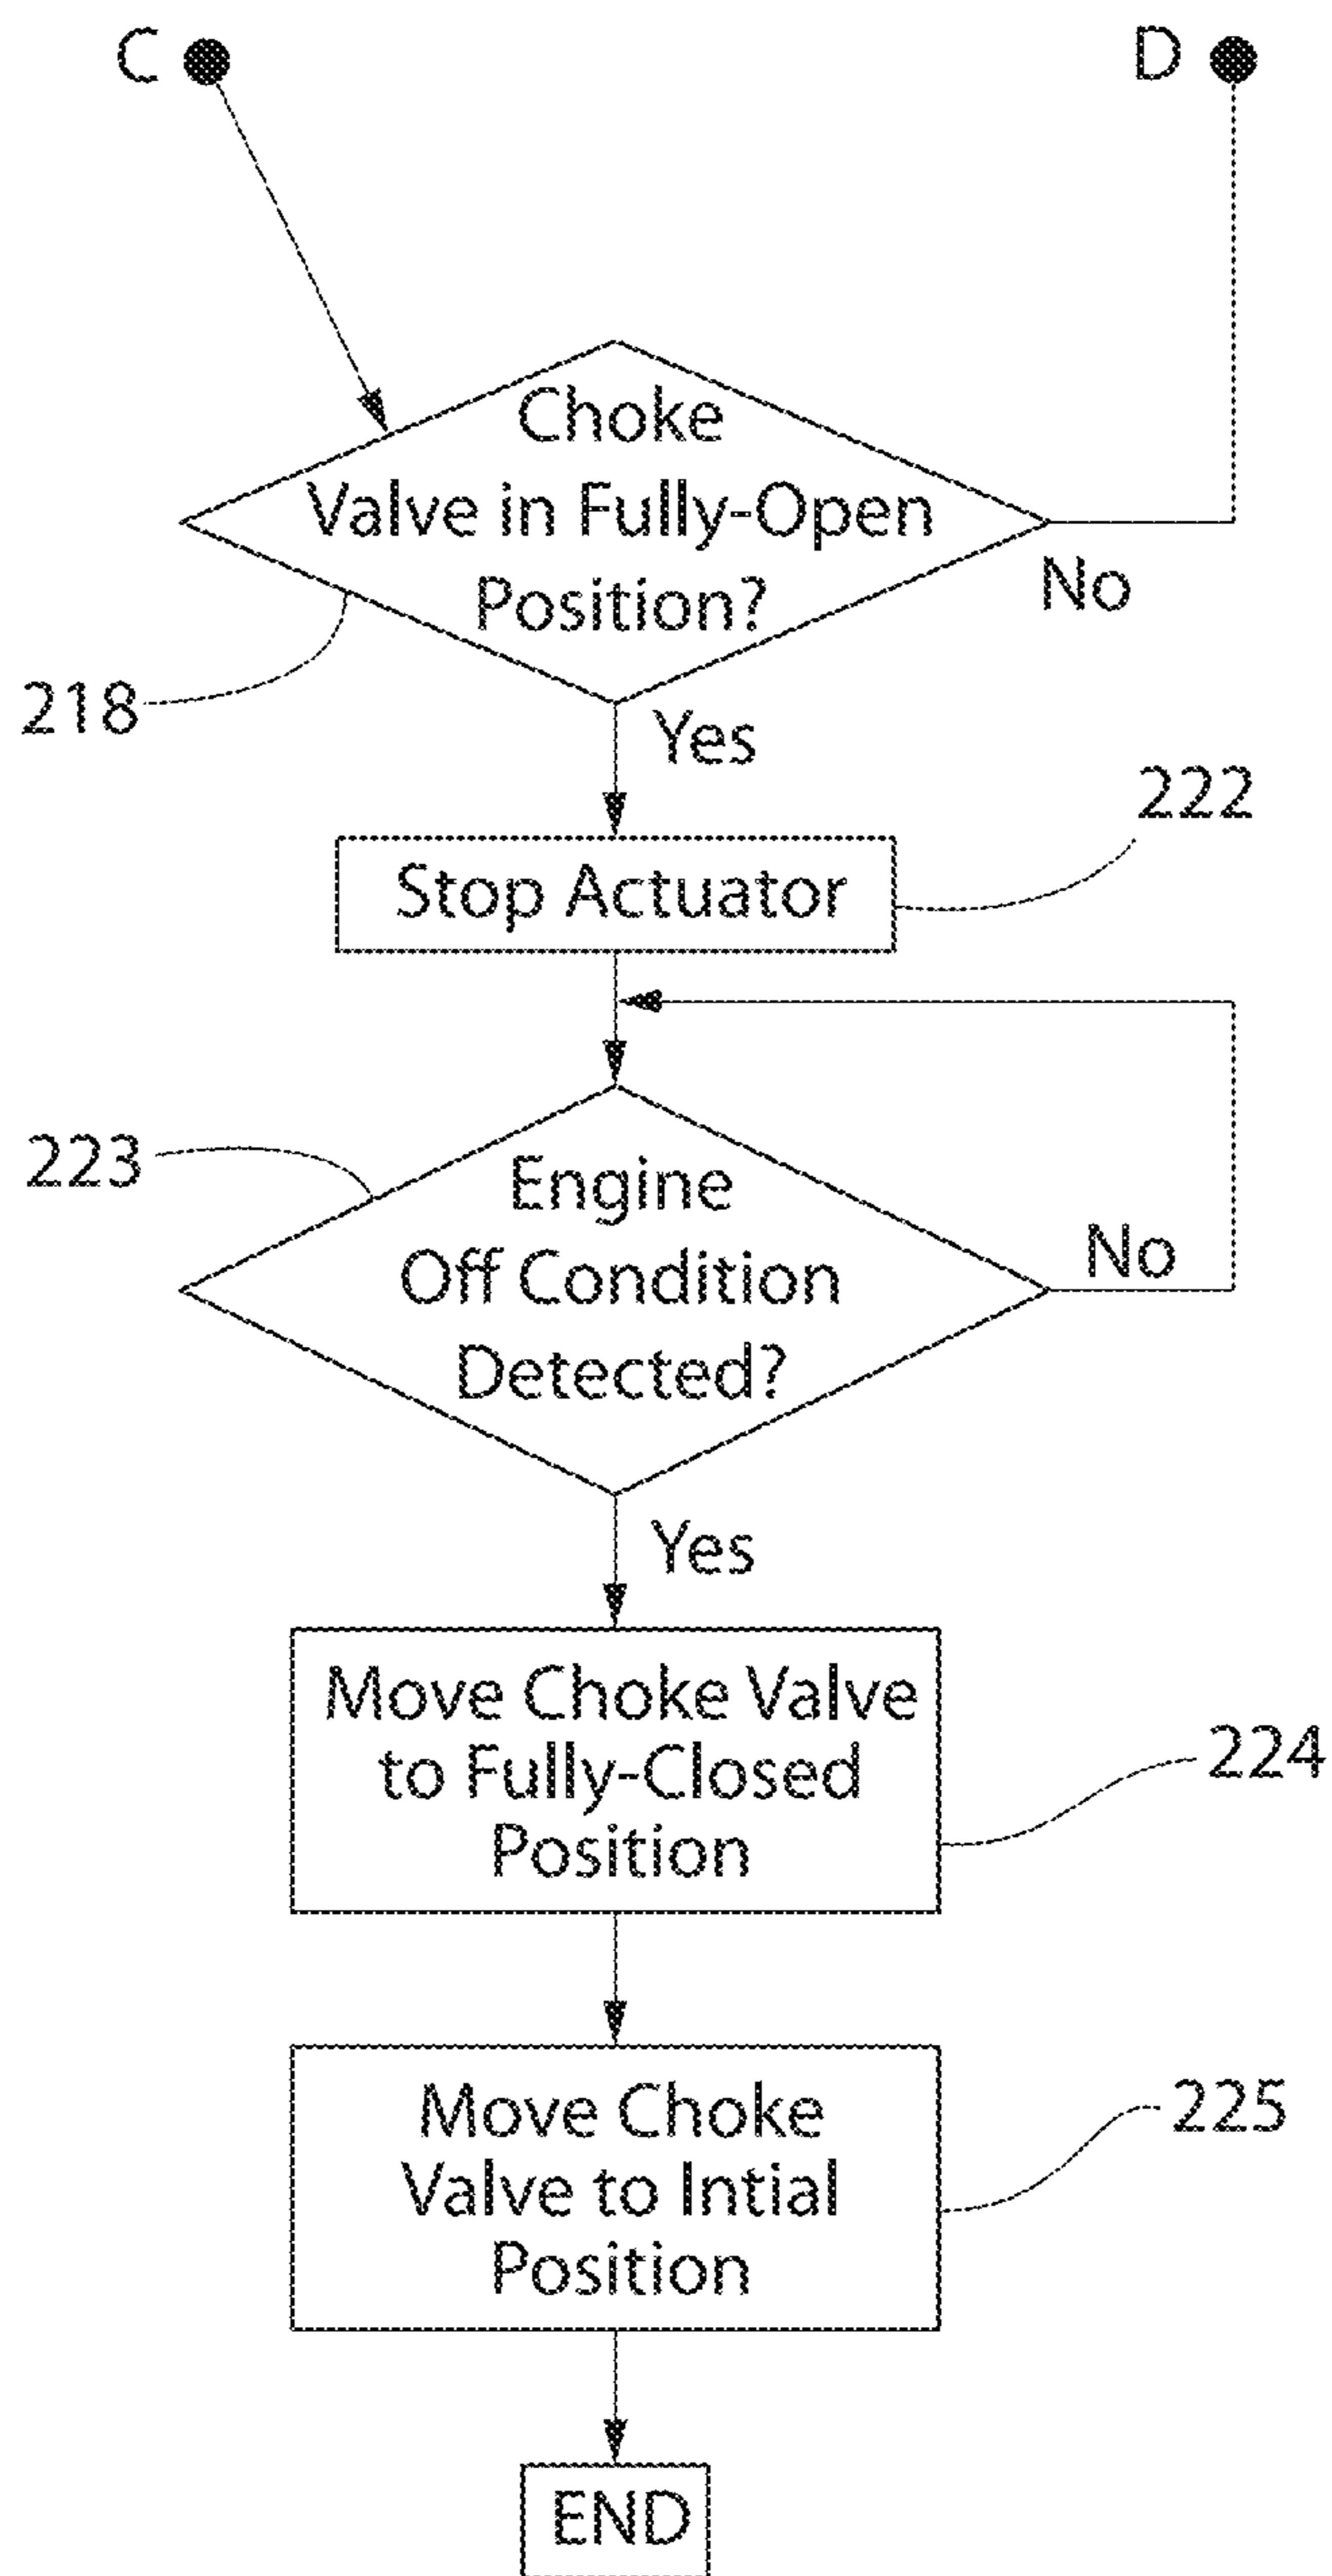 C
D
Choke
Valve in Fully-Open
Position?
No
218
Yes
222
Stop Actuator
223
Engine
Off Condition
Detected?
No
Yes
Move Choke Valve
to Fully-Closed
Position
224
Move Choke
Valve to Intial
Position
225
END